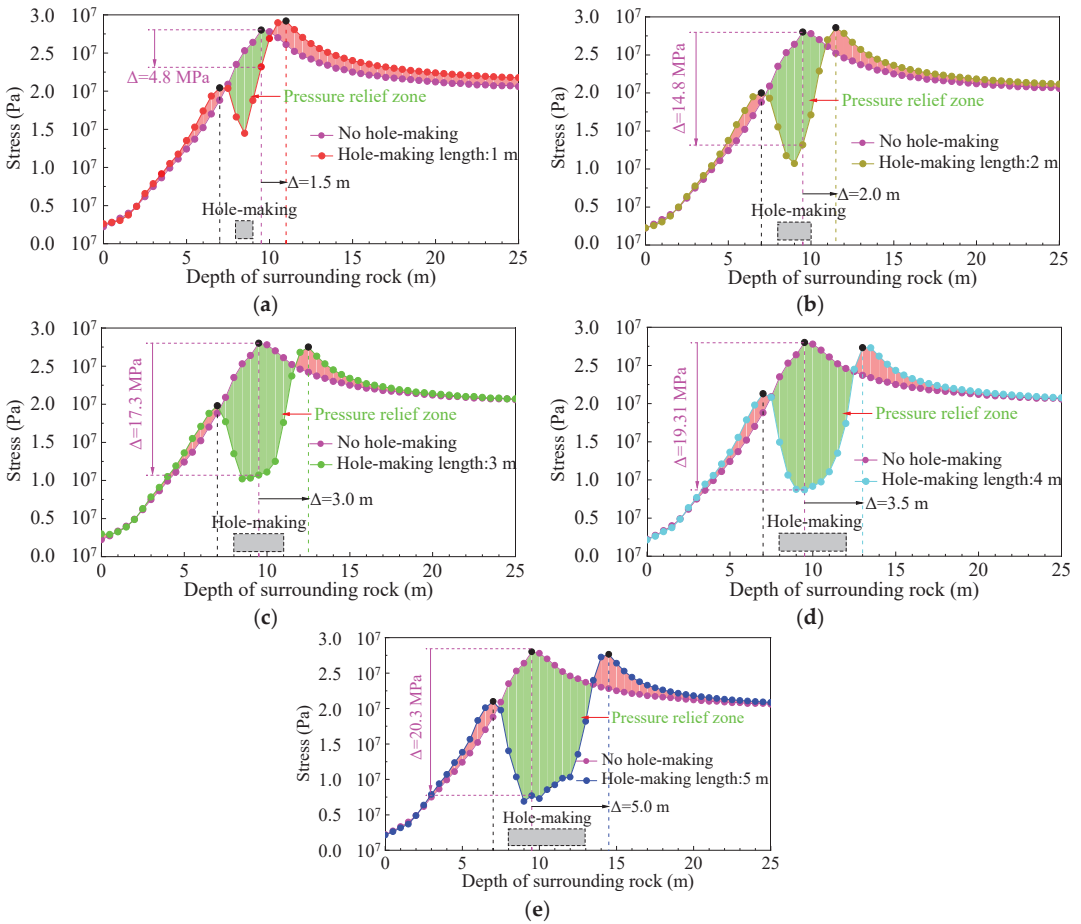 3.0 10⁷
2.5 10⁷
2.0 10⁷
1.5 10⁷
1.0 10⁷
0.5 10⁷
0.0 10⁷
Stress (Pa)
Δ=4.8 MPa
Pressure relief zone
No hole-making
Hole-making length:1 m
Δ=1.5 m
Hole-making
0 5 10 15 20 25
Depth of surrounding rock (m)
(a)
3.0 10⁷
2.5 10⁷
2.0 10⁷
1.5 10⁷
1.0 10⁷
0.5 10⁷
0.0 10⁷
Stress (Pa)
Δ=14.8 MPa
Pressure relief zone
No hole-making
Hole-making length:2 m
Δ=2.0 m
Hole-making
0 5 10 15 20 25
Depth of surrounding rock (m)
(b)
3.0 10⁷
2.5 10⁷
2.0 10⁷
1.5 10⁷
1.0 10⁷
0.5 10⁷
0.0 10⁷
Stress (Pa)
Δ=17.3 MPa
Pressure relief zone
No hole-making
Hole-making length:3 m
Δ=3.0 m
Hole-making
0 5 10 15 20 25
Depth of surrounding rock (m)
(c)
3.0 10⁷
2.5 10⁷
2.0 10⁷
1.5 10⁷
1.0 10⁷
0.5 10⁷
0.0 10⁷
Stress (Pa)
Δ=19.31 MPa
Pressure relief zone
No hole-making
Hole-making length:4 m
Δ=3.5 m
Hole-making
0 5 10 15 20 25
Depth of surrounding rock (m)
(d)
3.0 10⁷
2.5 10⁷
2.0 10⁷
1.5 10⁷
1.0 10⁷
0.5 10⁷
0.0 10⁷
Stress (Pa)
Δ=20.3 MPa
Pressure relief zone
No hole-making
Hole-making length:5 m
Δ=5.0 m
Hole-making
0 5 10 15 20 25
Depth of surrounding rock (m)
(e)